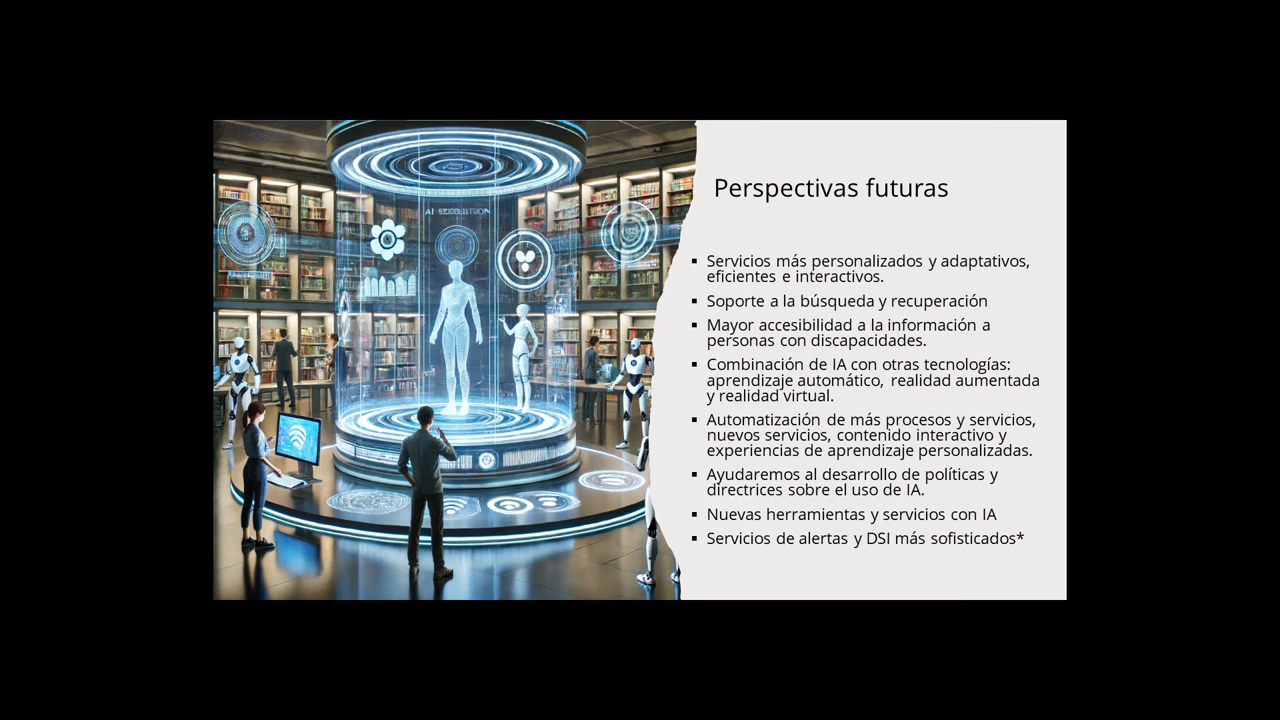 Perspectivas futuras
▪ Servicios más personalizados y adaptativos,
eficientes e interactivos.
▪ Soporte a la búsqueda y recuperación
▪ Mayor accesibilidad a la información a
personas con discapacidades.
▪ Combinación de IA con otras tecnologías:
aprendizaje automático, realidad aumentada
y realidad virtual.
▪ Automatización de más procesos y servicios,
nuevos servicios, contenido interactivo y
experiencias de aprendizaje personalizadas.
▪ Ayudaremos al desarrollo de políticas y
directrices sobre el uso de IA.
▪ Nuevas herramientas y servicios con IA
▪ Servicios de alertas y DSI más sofisticados*